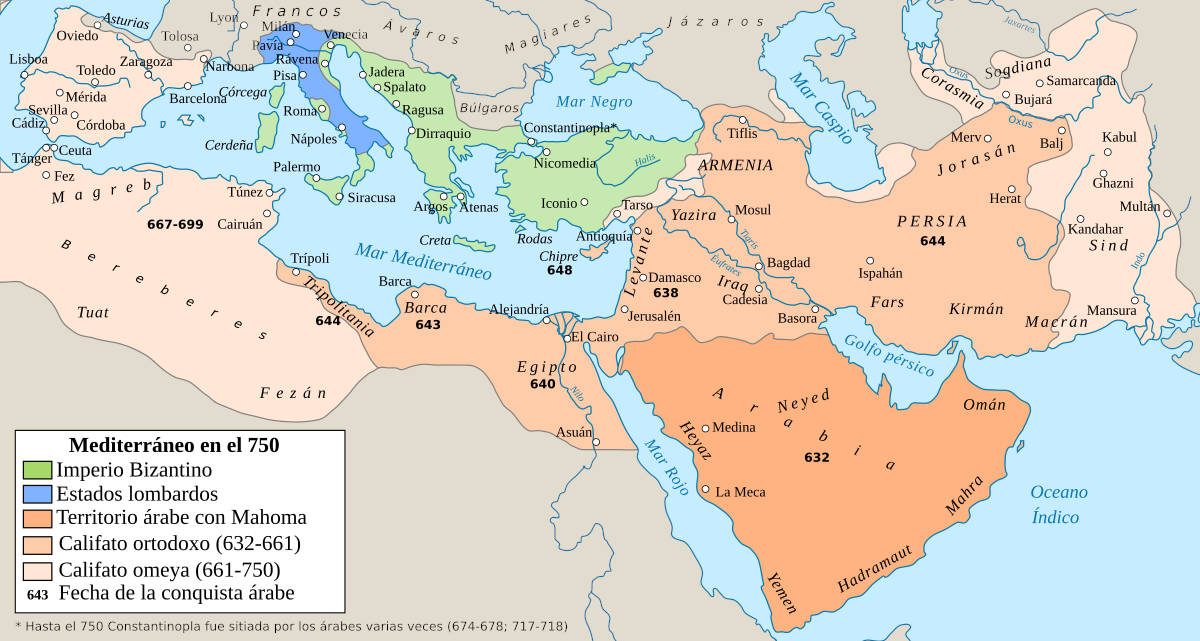 Francos
Ávaros
Magiares
Jázaros
Búlgaros
Asturias
Oviedo
Lyon
Tolosa
Milán
Pavía
Venecia
Rávena
Pisa
Narbona
Lisboa
Toledo
Zaragoza
Barcelona
Mérida
Sevilla
Cádiz
Córdoba
Córcega
Cerdeña
Roma
Nápoles
Jadera
Spalato
Ragusa
Dirraquio
Mar Negro
Constantinopla*
Nicomedia
Halis
Iconio
Tiflis
ARMENIA
Mar Caspio
Jaxartes
Oxus
Sogdiana
Samarcanda
Corasmia
Bujará
Oxus
Merv
Balj
Jorasán
Kabul
Ghazni
Herat
Multán
Kandahar
Sind
Indo
Mansura
Tánger
Ceuta
Fez
Magreb
667-699
Túnez
Cairuán
Palermo
Siracusa
Argos
Atenas
Creta
Rodas
Chipre
648
Tarso
Antioquía
Yazira
Mosul
Tigris
PERSIA
644
Mar Mediterráneo
Levante
Damasco
638
Éufrates
Iraq
Bagdad
Cadesia
Basora
Ispahán
Fars
Kirmán
Macrán
Bereberes
Tuat
Fezán
Trípoli
Tripolitania
644
Barca
Barca
643
Alejandría
Jerusalén
El Cairo
Egipto
640
Nilo
Asuán
Golfo pérsico
Mar Rojo
Arabia
Neyed
Heyaz
Medina
632
La Meca
Omán
Mahra
Hadramaut
Yemen
Oceano
Índico
Mediterráneo en el 750
Imperio Bizantino
Estados lombardos
Territorio árabe con Mahoma
Califato ortodoxo (632-661)
Califato omeya (661-750)
643 Fecha de la conquista árabe
* Hasta el 750 Constantinopla fue sitiada por los árabes varias veces (674-678; 717-718)